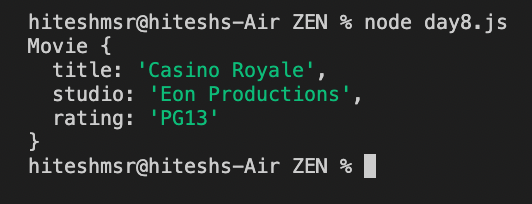 hiteshmsr@hiteshs-Air ZEN % node day8.js
Movie {
  title: 'Casino Royale',
  studio: 'Eon Productions',
  rating: 'PG13'
}
hiteshmsr@hiteshs-Air ZEN %